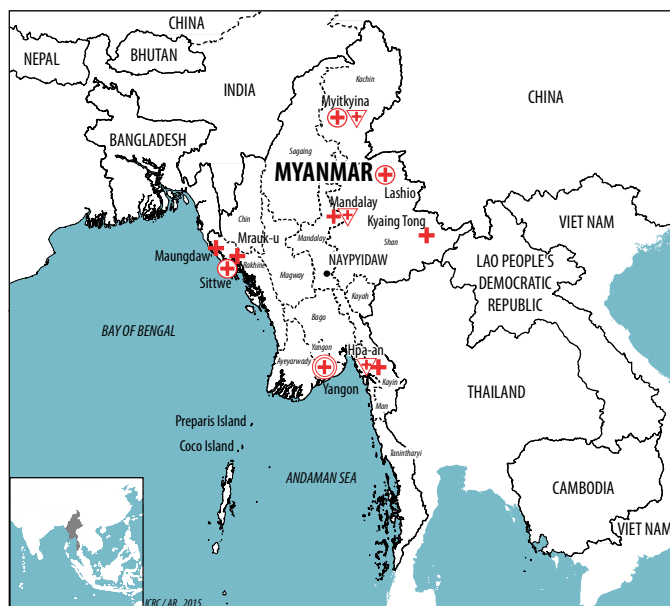 CHINA
NEPAL
BHUTAN
Kachin
INDIA
CHINA
Myitkyina
BANGLADESH
Sagaing
MYANMAR
Lashio
Mandalay
Chin
Kyaing Tong
VIET NAM
Mrauk-u
Mandalay
Shan
Maungdaw
Rakhine
NAYPYIDAW
LAO PEOPLE'S
DEMOCRATIC
REPUBLIC
Sittwe
Magway
Kayah
BAY OF BENGAL
Bago
Yangon
Hpa-an
Ayeyarwady
Kayin
Yangon
THAILAND
Mon
Preparis Island
Coco Island
Tanintharyi
ANDAMAN SEA
CAMBODIA
VIET NAM
ICRC / AR_2015